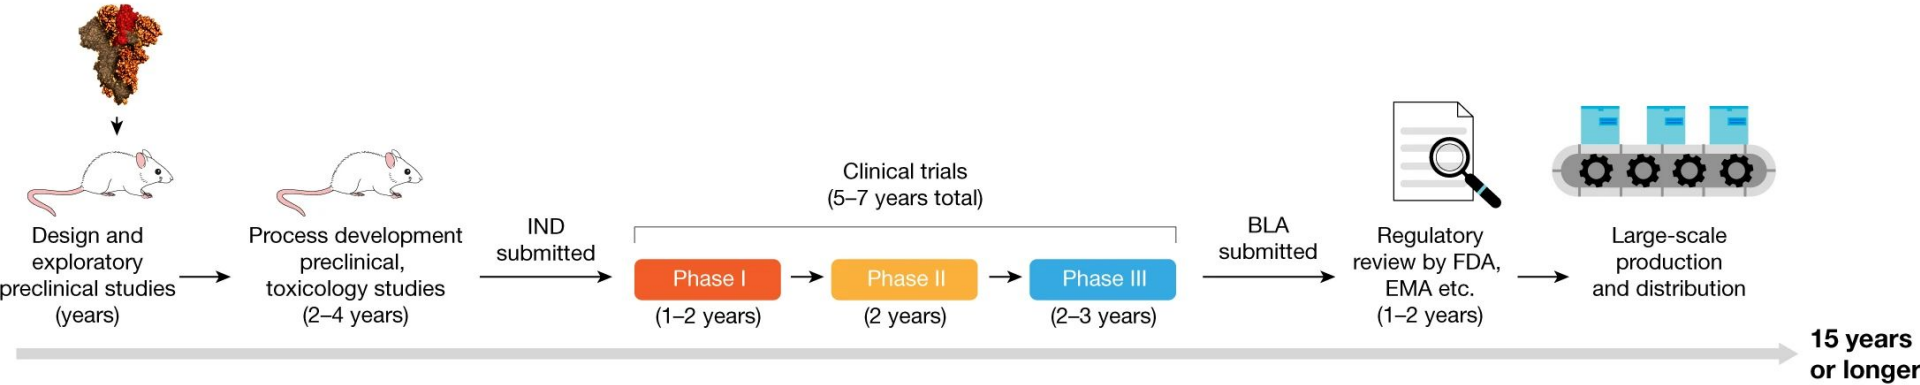 Design and
exploratory
preclinical studies
(years)
Process development
preclinical,
toxicology studies
(2–4 years)
IND
submitted
Clinical trials
(5–7 years total)
Phase I
(1–2 years)
Phase II
(2 years)
Phase III
(2–3 years)
BLA
submitted
Regulatory
review by FDA,
EMA etc.
(1–2 years)
Large-scale
production
and distribution
15 years
or longer